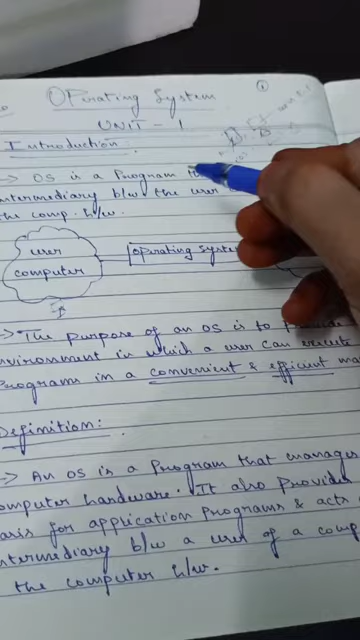 Operating System
UNIT - 1
Introduction:
→ OS is a Program
intermediary b/w the user
the comp. h/w.
user
computer
Operating System
→ The purpose of an OS is to
environment in which a user can execute
Programs in a convenient & efficient
Definition:
→ An OS is a Program that manages
computer hardware. It also provides
basis for application Programs & acts
intermediary b/w a user of a comp
the computer h/w.